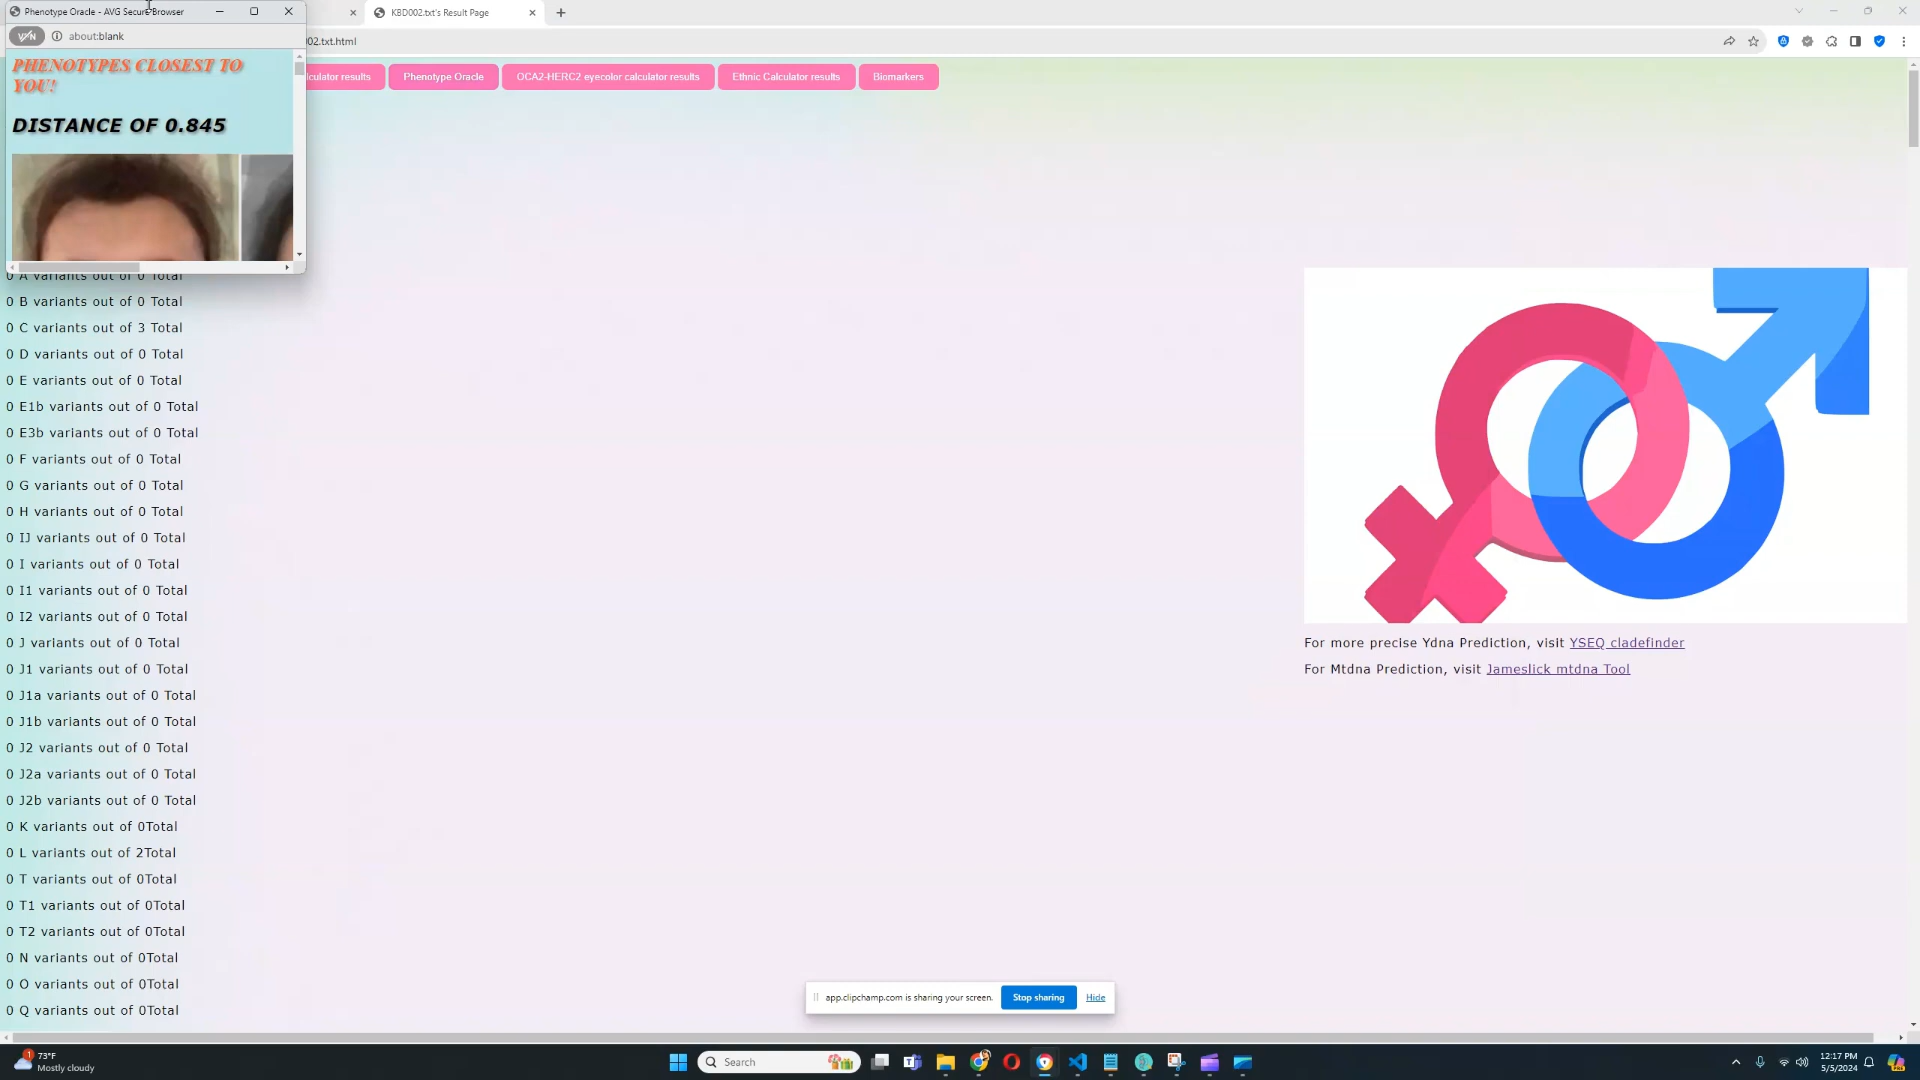 Phenotype Oracle - AVG Secure Browser
about:blank
VPN
PHENOTYPES CLOSEST TO
YOU!
DISTANCE OF 0.845
KBD002.txt's Result Page
02.txt.html
lculator results
Phenotype Oracle
OCA2-HERC2 eyecolor calculator results
Ethnic Calculator results
Biomarkers
0 A variants out of 0 Total
0 B variants out of 0 Total
0 C variants out of 3 Total
0 D variants out of 0 Total
0 E variants out of 0 Total
0 E1b variants out of 0 Total
0 E3b variants out of 0 Total
0 F variants out of 0 Total
0 G variants out of 0 Total
0 H variants out of 0 Total
0 IJ variants out of 0 Total
0 I variants out of 0 Total
0 I1 variants out of 0 Total
0 I2 variants out of 0 Total
0 J variants out of 0 Total
0 J1 variants out of 0 Total
0 J1a variants out of 0 Total
0 J1b variants out of 0 Total
0 J2 variants out of 0 Total
0 J2a variants out of 0 Total
0 J2b variants out of 0 Total
0 K variants out of 0Total
0 L variants out of 2Total
0 T variants out of 0Total
0 T1 variants out of 0Total
0 T2 variants out of 0Total
0 N variants out of 0Total
0 O variants out of 0Total
0 Q variants out of 0Total
For more precise Ydna Prediction, visit YSEQ cladefinder
For Mtdna Prediction, visit Jameslick mtdna Tool
app.clipchamp.com is sharing your screen.
Stop sharing
Hide
1
73°F
Mostly cloudy
Search
12:17 PM
5/5/2024